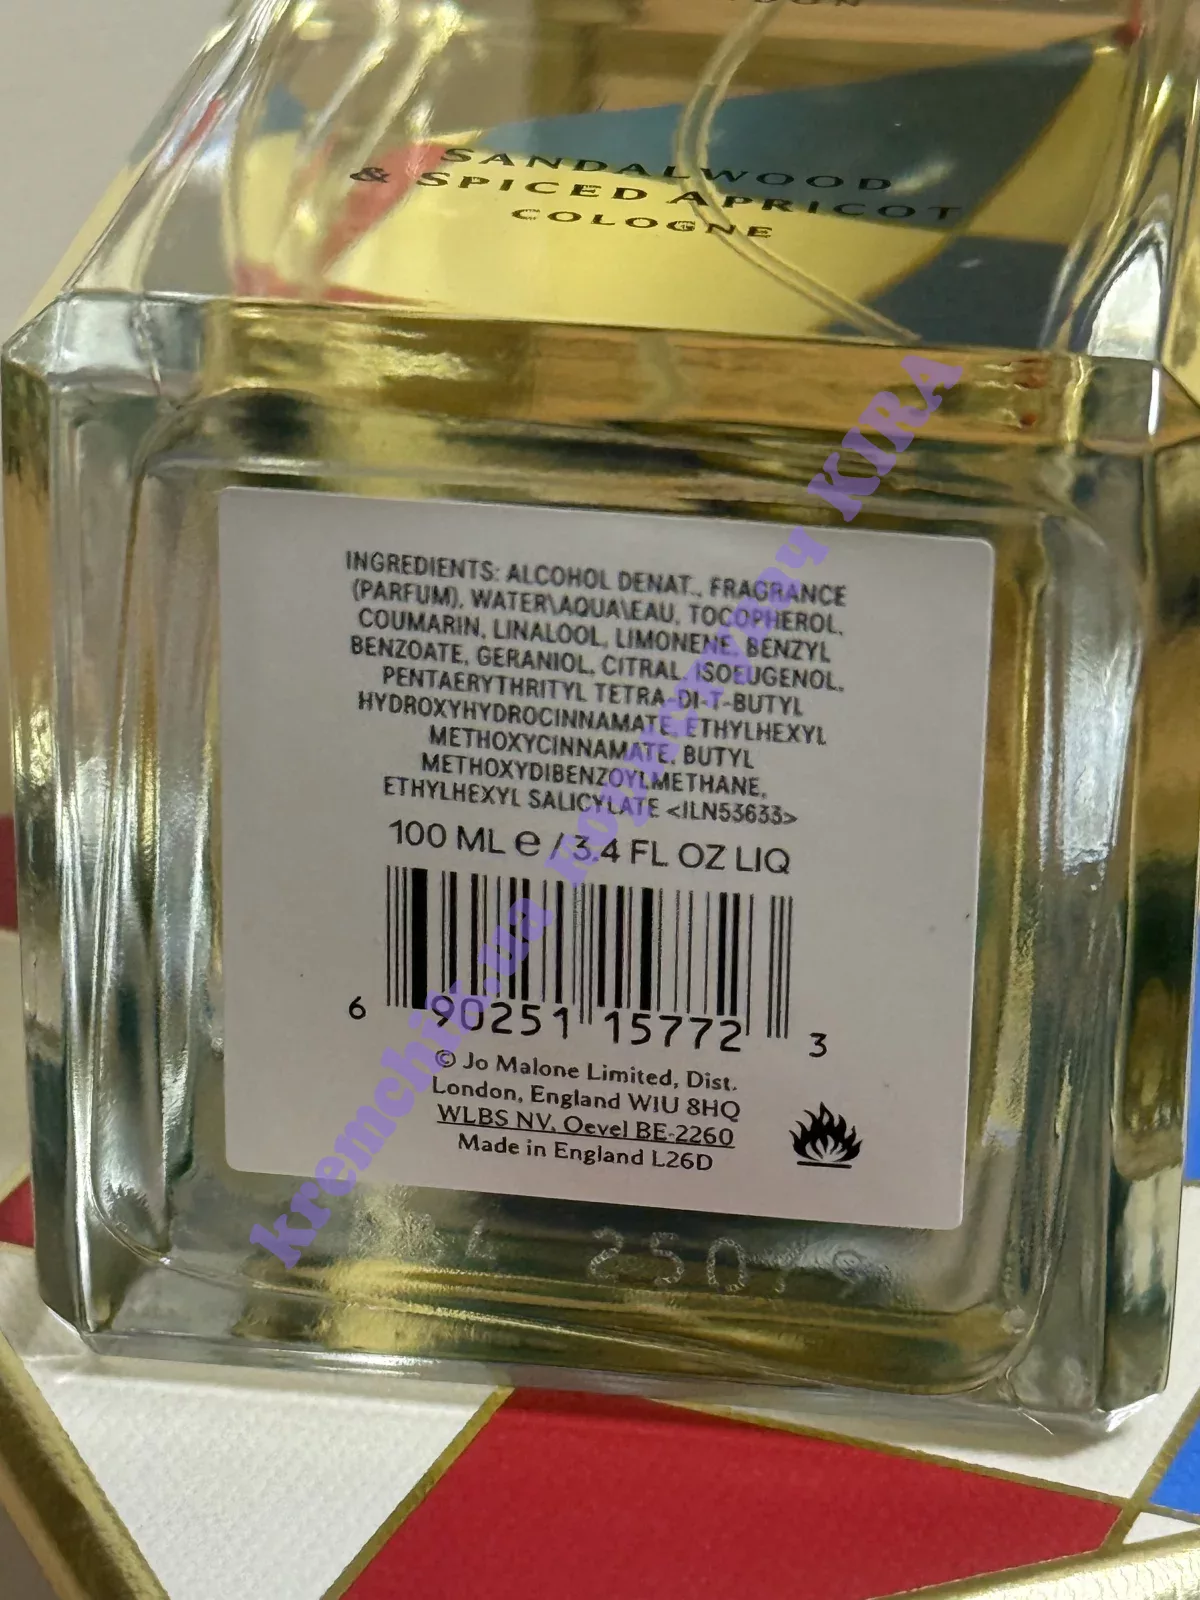 SANDALWOOD
& SPICED APRICOT
COLOGNE
INGREDIENTS: ALCOHOL DENAT., FRAGRANCE
(PARFUM), WATER\AQUA\EAU, TOCOPHEROL,
COUMARIN, LINALOOL, LIMONENE, BENZYL
BENZOATE, GERANIOL, CITRAL, ISOEUGENOL,
PENTAERYTHRITYL TETRA-DI-T-BUTYL
HYDROXYHYDROCINNAMATE, ETHYLHEXYL
METHOXYCINNAMATE, BUTYL
METHOXYDIBENZOYLMETHANE,
ETHYLHEXYL SALICYLATE <ILN53633>
100 ML e / 3.4 FL OZ LIQ
6 90251 15772 3
© Jo Malone Limited, Dist.
London, England W1U 8HQ
WLBS NV, Oevel BE-2260
Made in England L26D
kremchik.ua KIRA